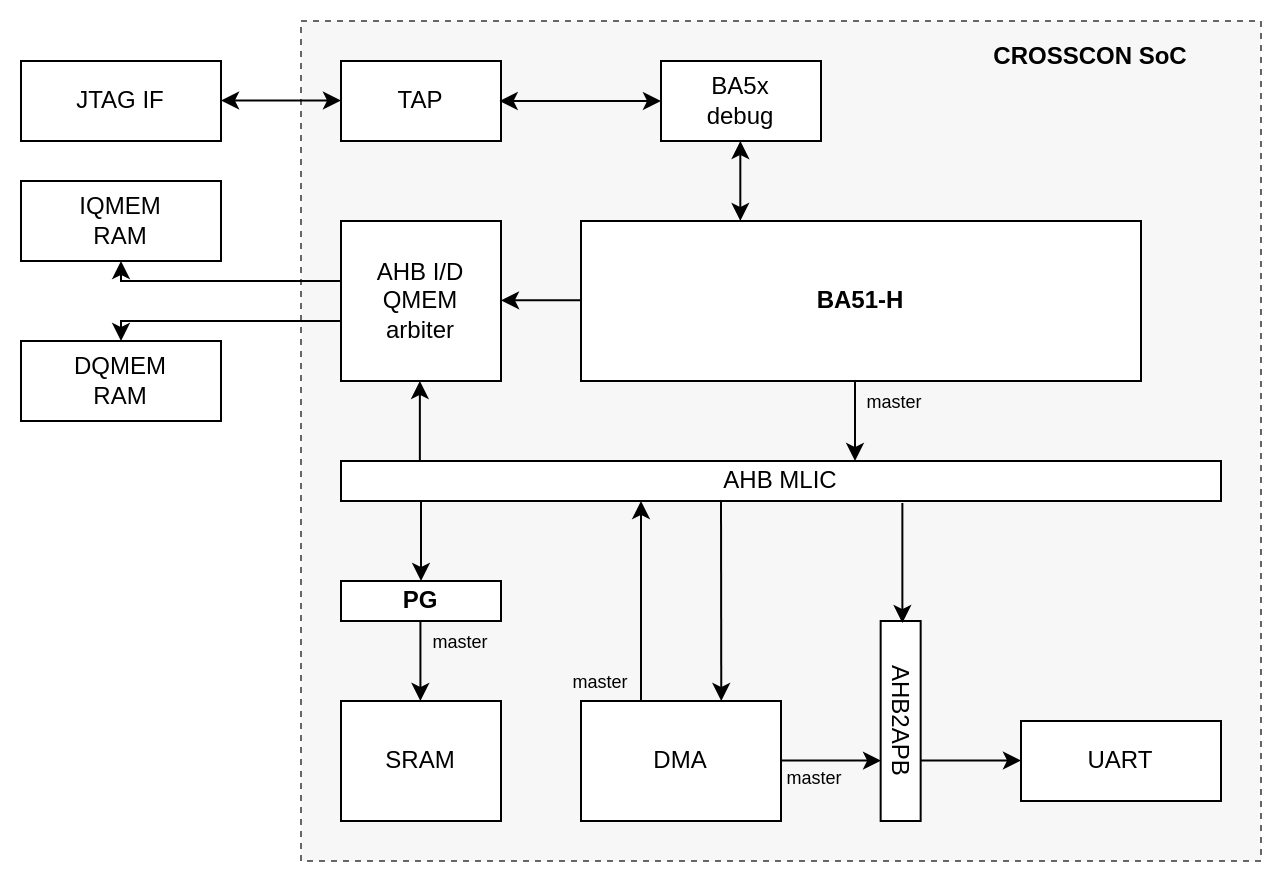 CROSSCON SoC
JTAG IF
TAP
BA5x
debug
IQMEM
RAM
AHB I/D
QMEM
arbiter
BA51-H
DQMEM
RAM
master
AHB MLIC
PG
master
master
SRAM
DMA
master
AHB2APB
UART